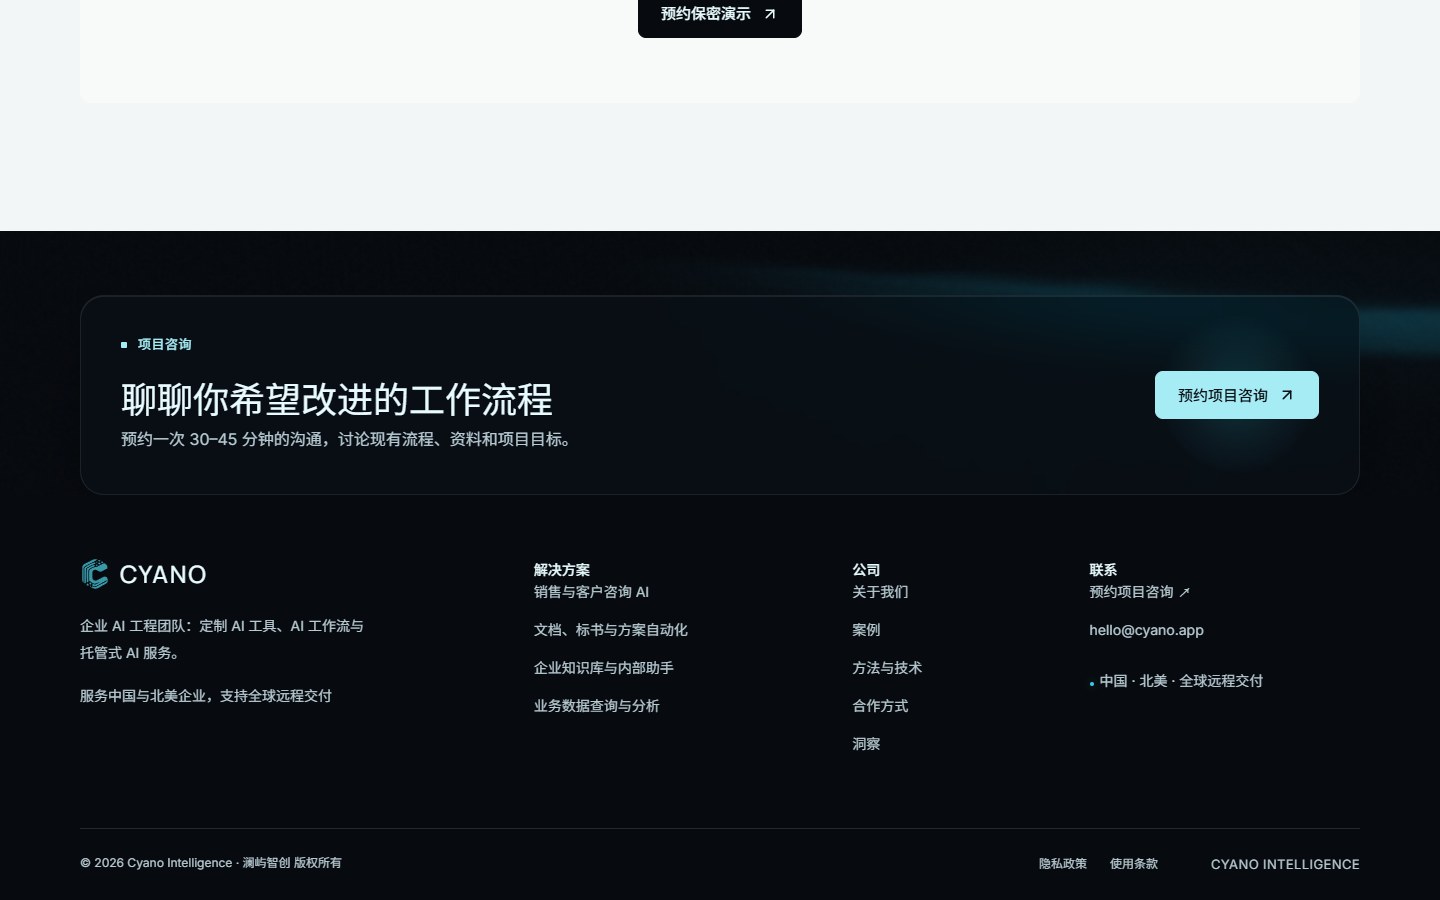 预约保密演示
项目咨询
聊聊你希望改进的工作流程
预约一次 30–45 分钟的沟通，讨论现有流程、资料和项目目标。
预约项目咨询
CYANO
企业 AI 工程团队：定制 AI 工具、AI 工作流与
托管式 AI 服务。
服务中国与北美企业，支持全球远程交付
解决方案
销售与客户咨询 AI
文档、标书与方案自动化
企业知识库与内部助手
业务数据查询与分析
公司
关于我们
案例
方法与技术
合作方式
洞察
联系
预约项目咨询 ↗
hello@cyano.app
中国 · 北美 · 全球远程交付
© 2026 Cyano Intelligence · 澜屿智创 版权所有
隐私政策
使用条款
CYANO INTELLIGENCE